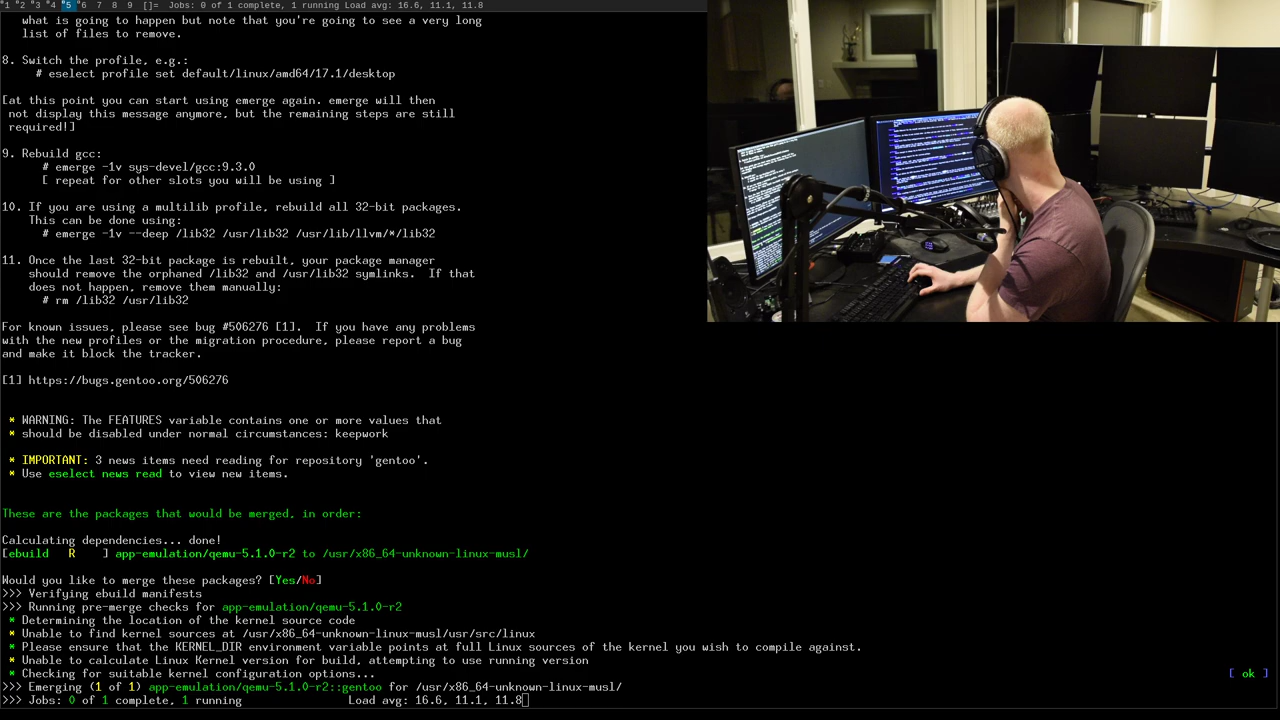 °1 °2 °3 °4 °5 °6 7 8 9 []= Jobs: 0 of 1 complete, 1 running Load avg: 16.6, 11.1, 11.8
what is going to happen but note that you're going to see a very long
list of files to remove.
8. Switch the profile, e.g.:
# eselect profile set default/linux/amd64/17.1/desktop
[at this point you can start using emerge again. emerge will then
not display this message anymore, but the remaining steps are still
required!]
9. Rebuild gcc:
# emerge -1v sys-devel/gcc:9.3.0
[ repeat for other slots you will be using ]
10. If you are using a multilib profile, rebuild all 32-bit packages.
This can be done using:
# emerge -1v --deep /lib32 /usr/lib32 /usr/lib/llvm/*/lib32
11. Once the last 32-bit package is rebuilt, your package manager
should remove the orphaned /lib32 and /usr/lib32 symlinks.  If that
does not happen, remove them manually:
# rm /lib32 /usr/lib32
For known issues, please see bug #506276 [1].  If you have any problems
with the new profiles or the migration procedure, please report a bug
and make it block the tracker.
[1] https://bugs.gentoo.org/506276
* WARNING: The FEATURES variable contains one or more values that
* should be disabled under normal circumstances: keepwork
* IMPORTANT: 3 news items need reading for repository 'gentoo'.
* Use eselect news read to view new items.
These are the packages that would be merged, in order:
Calculating dependencies... done!
[ebuild   R    ] app-emulation/qemu-5.1.0-r2 to /usr/x86_64-unknown-linux-musl/
Would you like to merge these packages? [Yes/No]
>>> Verifying ebuild manifests
>>> Running pre-merge checks for app-emulation/qemu-5.1.0-r2
* Determining the location of the kernel source code
* Unable to find kernel sources at /usr/x86_64-unknown-linux-musl/usr/src/linux
* Please ensure that the KERNEL_DIR environment variable points at full Linux sources of the kernel you wish to compile against.
* Unable to calculate Linux Kernel version for build, attempting to use running version
* Checking for suitable kernel configuration options... [ ok ]
>>> Emerging (1 of 1) app-emulation/qemu-5.1.0-r2::gentoo for /usr/x86_64-unknown-linux-musl/
>>> Jobs: 0 of 1 complete, 1 running Load avg: 16.6, 11.1, 11.8